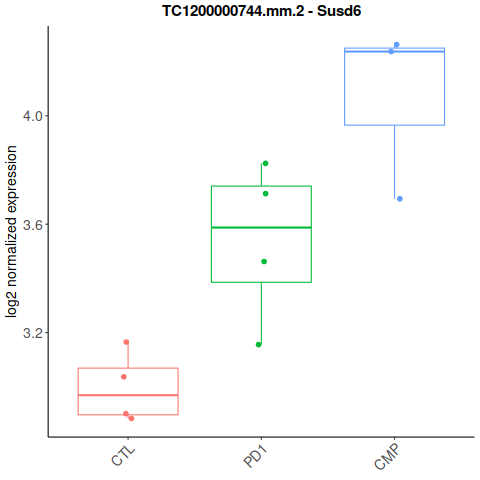 TC1200000744.mm.2 - Susd6
log2 normalized expression
4.0
3.6
3.2
CTL
PD1
CMP